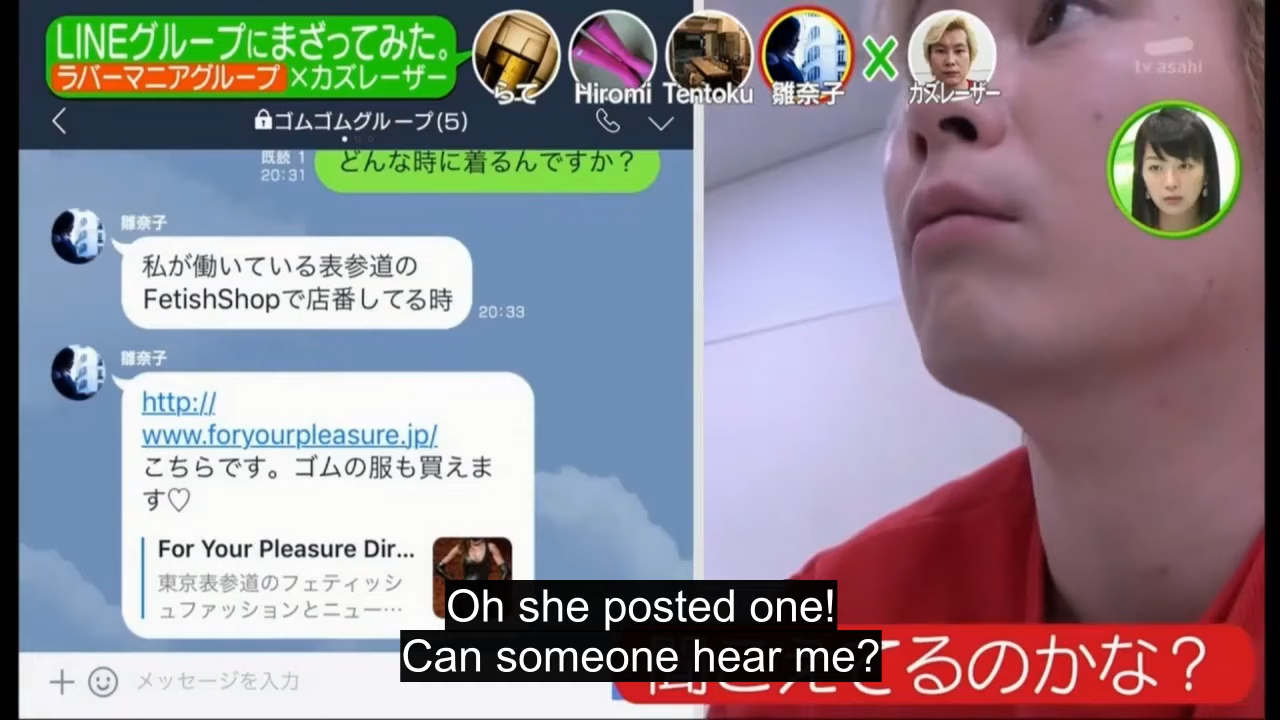 LINEグループにまざってみた。
ラバーマニアグループ×カズレーザー
らて
Hiromi
Tentoku
雛奈子
カズレーザー
tv asahi
ゴムゴムグループ(5)
既読 1
20:31
どんな時に着るんですか？
雛奈子
私が働いている表参道の
FetishShopで店番してる時
20:33
雛奈子
http://
www.foryourpleasure.jp/
こちらです。ゴムの服も買えま
す♡
For Your Pleasure Dir...
東京表参道のフェティッシ
ュファッションとニュー…
メッセージを入力
聞こえてるのかな？
Oh she posted one!
Can someone hear me?